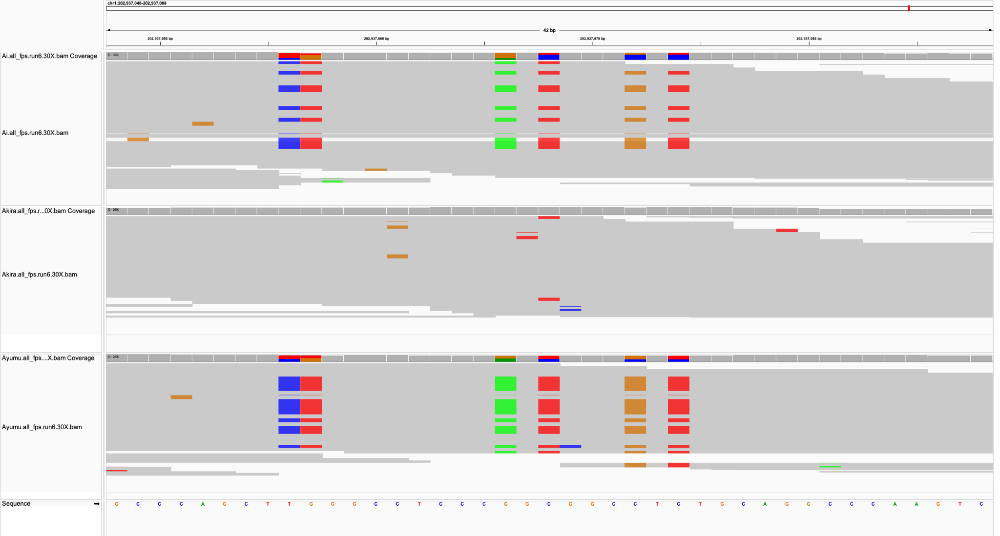 chr1:202,937,048-202,937,088
42 bp
202,937,050 bp 202,937,060 bp 202,937,070 bp 202,937,080 bp
Ai.all_fps.run6.30X.bam Coverage
[0 - 324]
Ai.all_fps.run6.30X.bam
Akira.all_fps.r...0X.bam Coverage
[0 - 260]
Akira.all_fps.run6.30X.bam
Ayumu.all_fps....X.bam Coverage
[0 - 280]
Ayumu.all_fps.run6.30X.bam
Sequence G C C C A G C T T G G G C C T C C C G G C G G C C T C T G C A G G C C C A A G T C